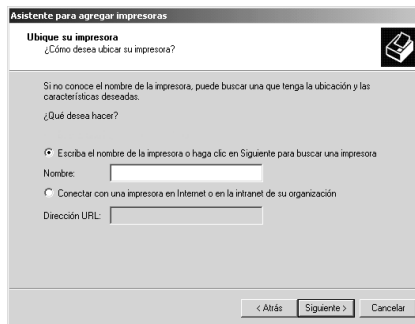 Asistente para agregar impresoras
Ubique su impresora
¿Cómo desea ubicar su impresora?
Si no conoce el nombre de la impresora, puede buscar una que tenga la ubicación y las
características deseadas.
¿Qué desea hacer?
Escriba el nombre de la impresora o haga clic en Siguiente para buscar una impresora
Nombre:
Conectar con una impresora en Internet o en la intranet de su organización
Dirección URL:
< Atrás Siguiente > Cancelar